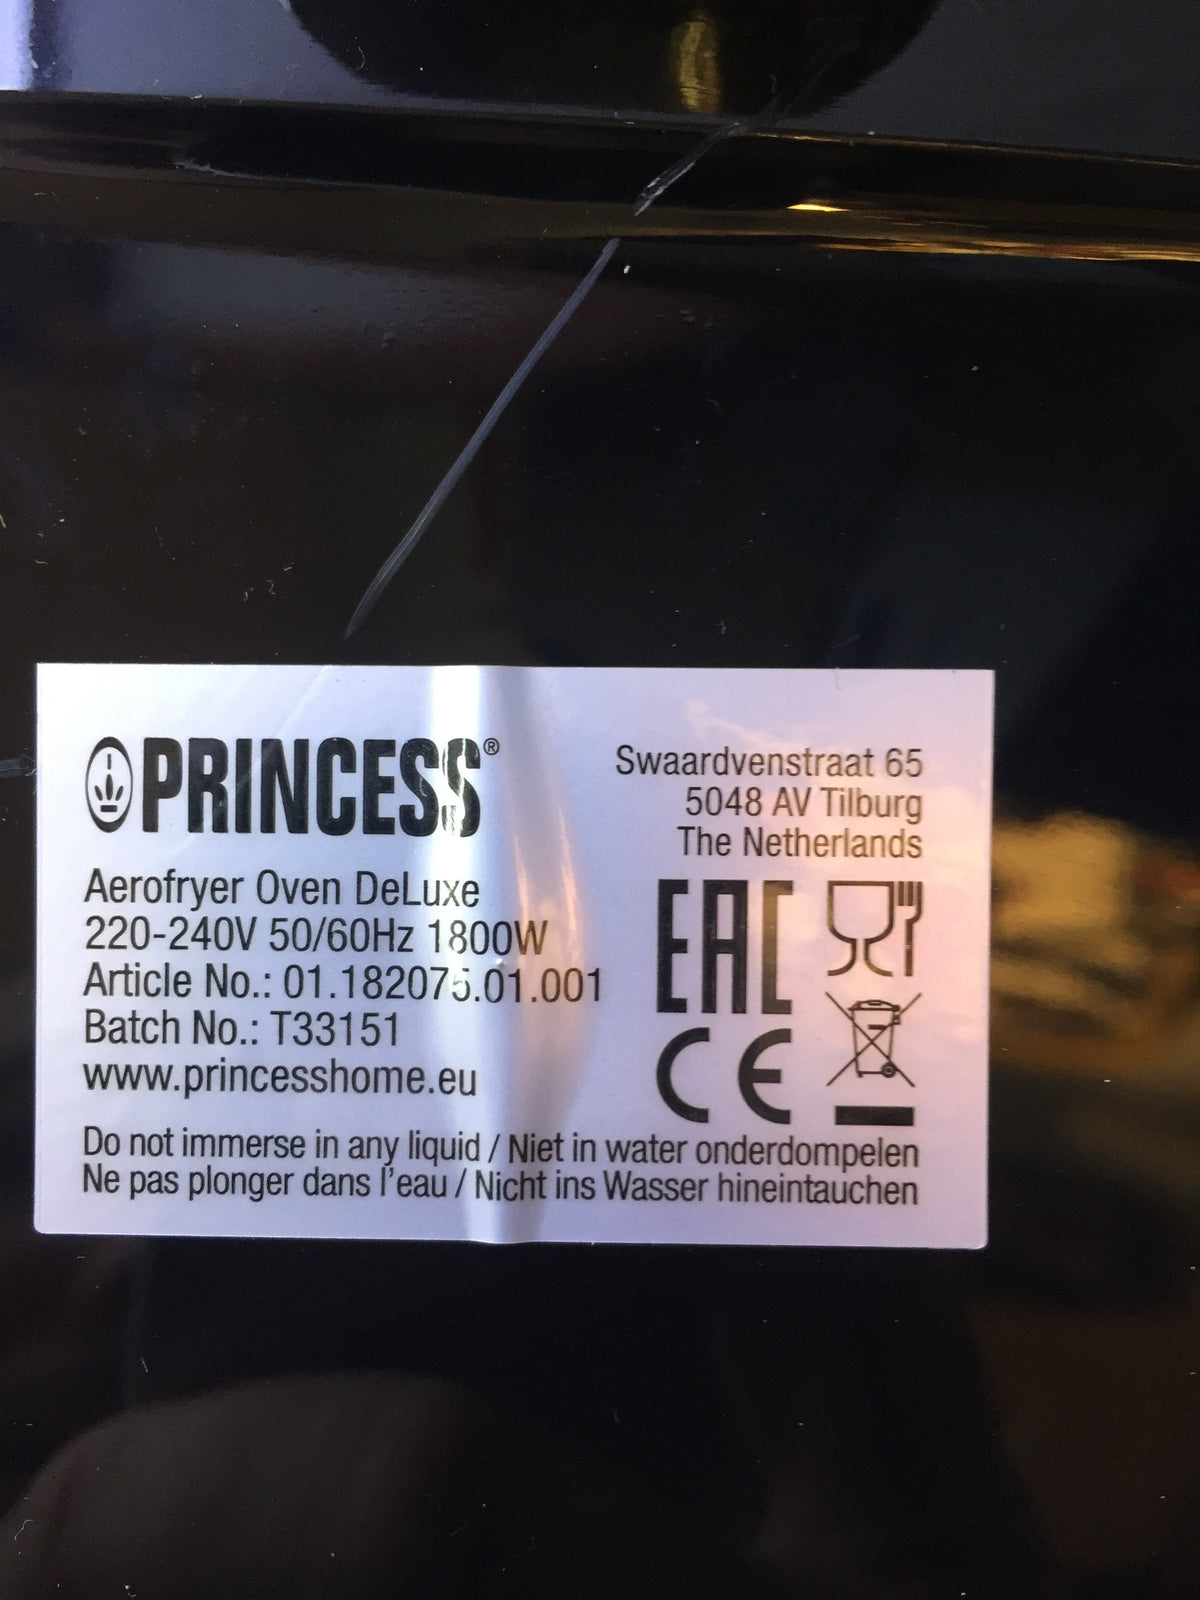 PRINCESS®
Aerofryer Oven DeLuxe
220-240V 50/60Hz 1800W
Article No.: 01.182075.01.001
Batch No.: T33151
www.princesshome.eu
Swaardvenstraat 65
5048 AV Tilburg
The Netherlands
EAC
CE
Do not immerse in any liquid / Niet in water onderdompelen
Ne pas plonger dans l'eau / Nicht ins Wasser hineintauchen